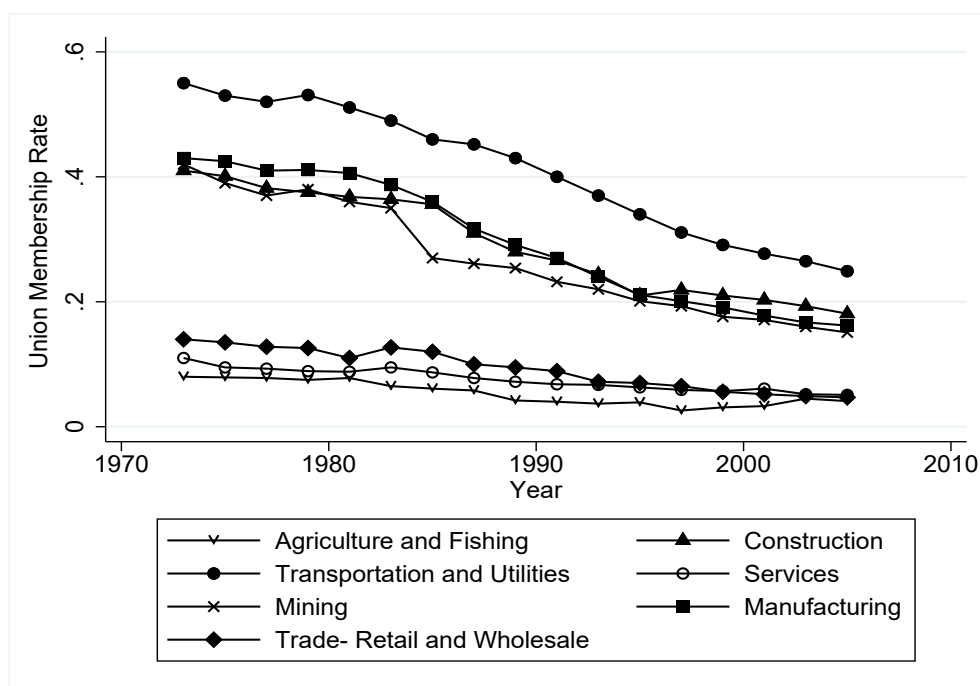 Union Membership Rate
.6
.4
.2
0
1970 1980 1990 2000 2010
Year
Agriculture and Fishing
Construction
Transportation and Utilities
Services
Mining
Manufacturing
Trade- Retail and Wholesale